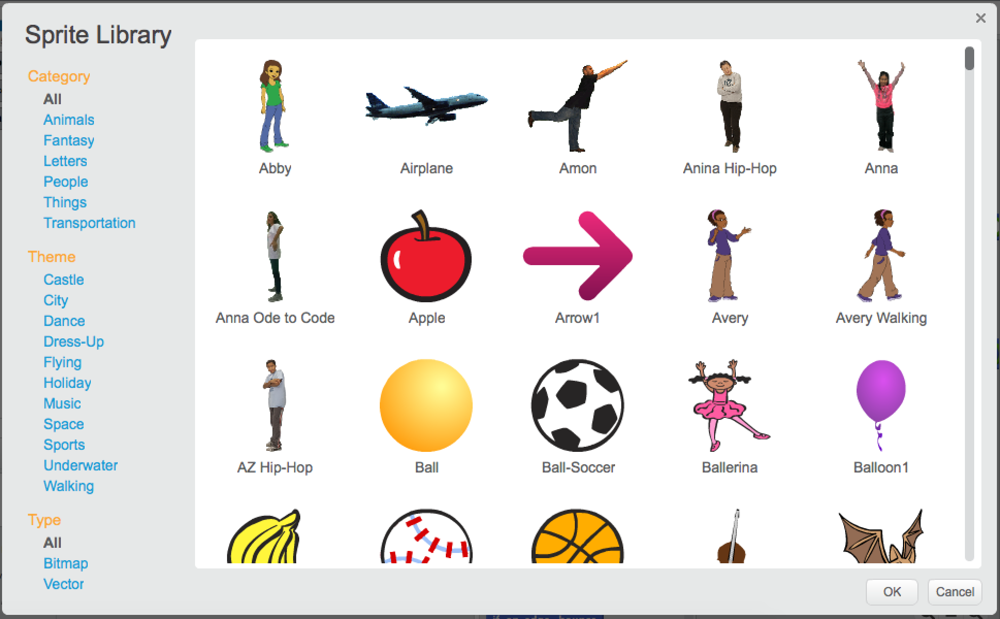 Sprite Library
Category
All
Animals
Fantasy
Letters
People
Things
Transportation
Theme
Castle
City
Dance
Dress-Up
Flying
Holiday
Music
Space
Sports
Underwater
Walking
Type
All
Bitmap
Vector
Abby Airplane Amon Anina Hip-Hop Anna
Anna Ode to Code Apple Arrow1 Avery Avery Walking
AZ Hip-Hop Ball Ball-Soccer Ballerina Balloon1
OK Cancel